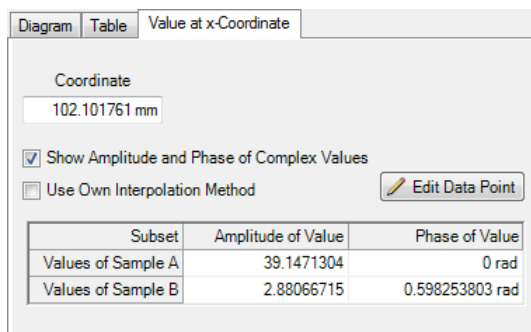 Diagram Table Value at x-Coordinate
Coordinate
102.101761 mm
Show Amplitude and Phase of Complex Values
Use Own Interpolation Method Edit Data Point
Subset Amplitude of Value Phase of Value
Values of Sample A 39.1471304 0 rad
Values of Sample B 2.88066715 0.598253803 rad